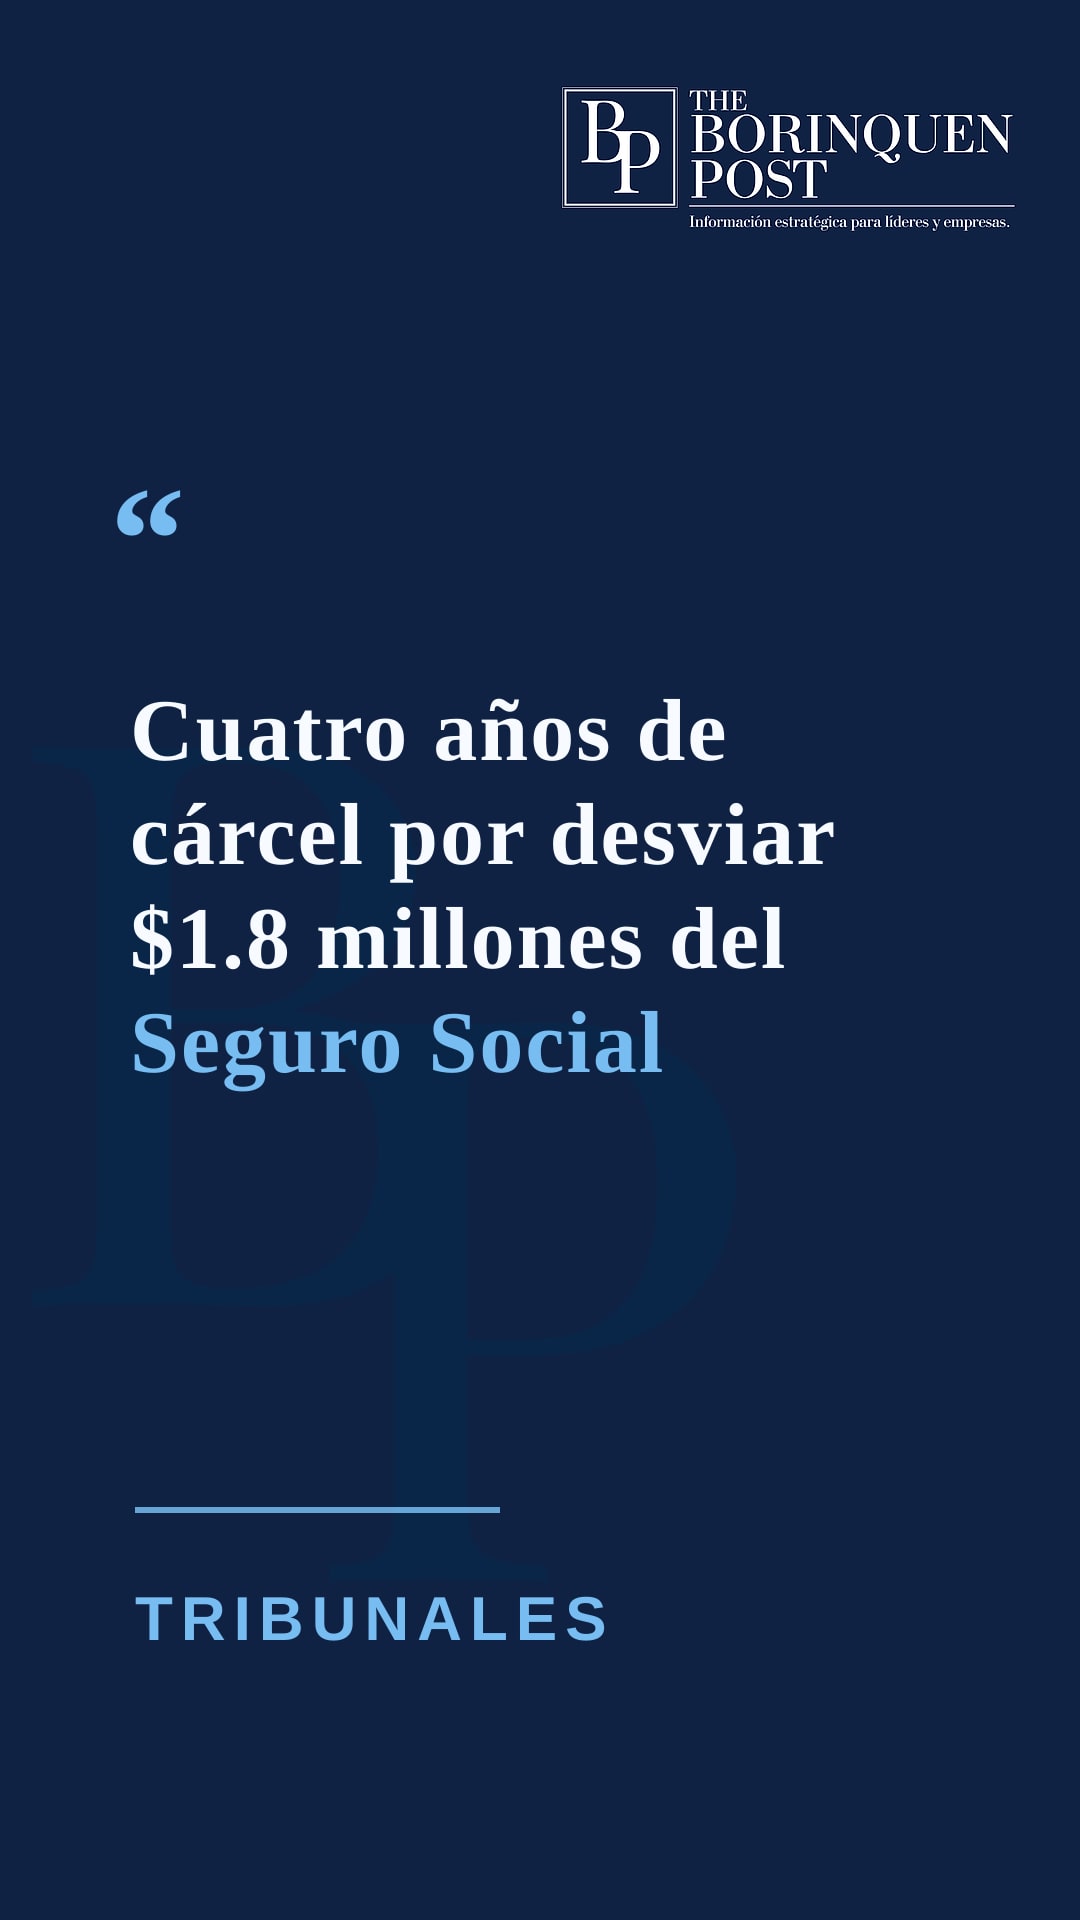 BP
THE
BORINQUEN
POST
Información estratégica para líderes y empresas.
“
Cuatro años de
cárcel por desviar
$1.8 millones del
Seguro Social
TRIBUNALES